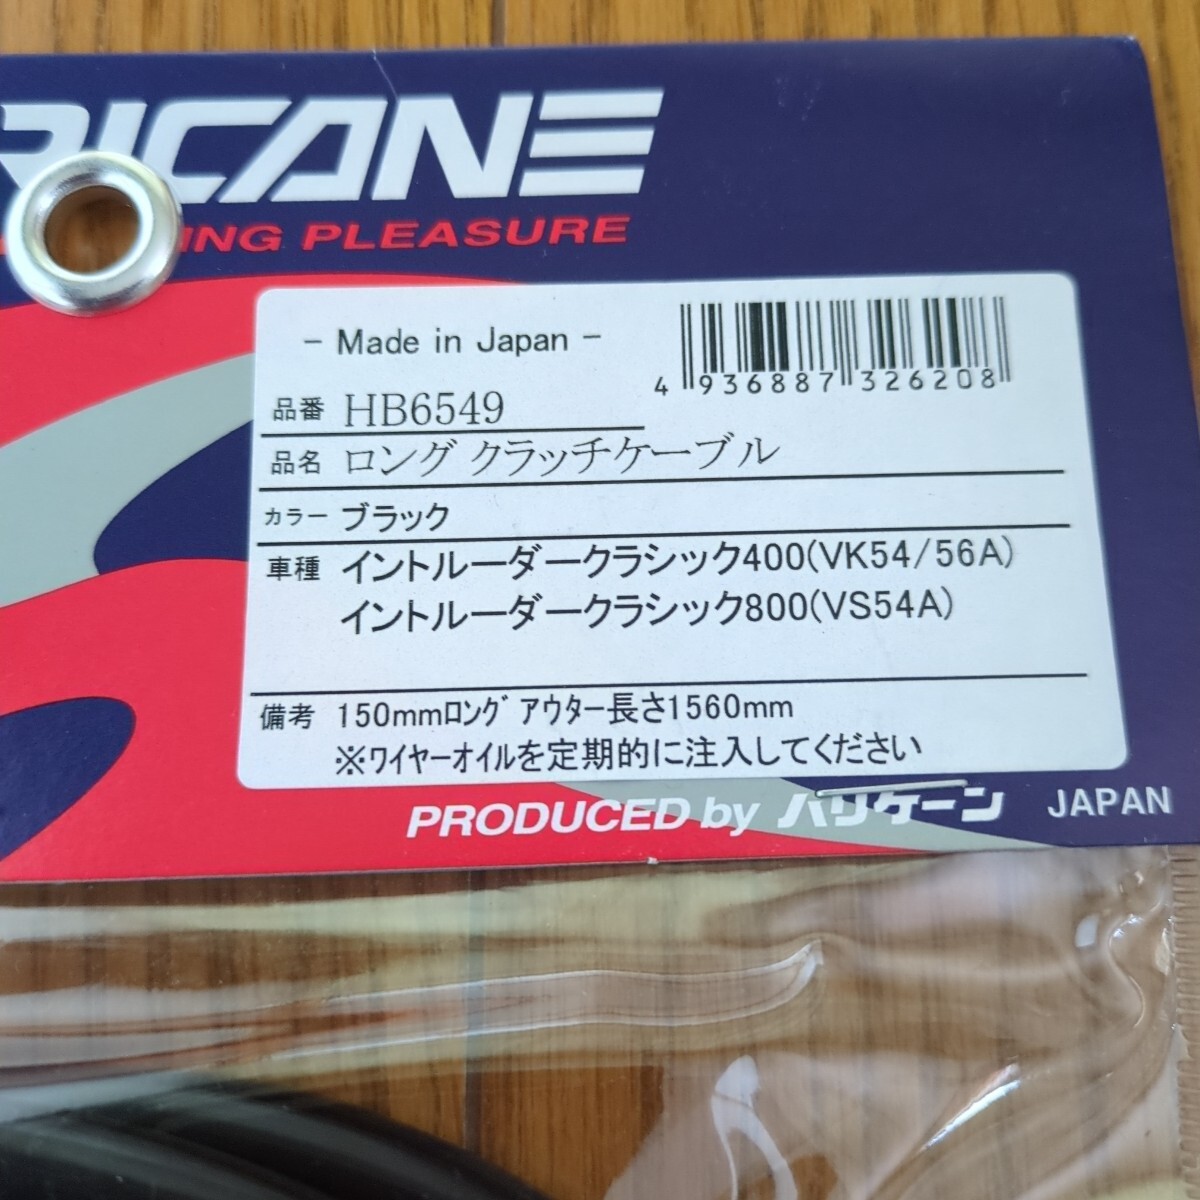 RICANE
ING PLEASURE
- Made in Japan -
4 936887 326208
品番 HB6549
品名 ロング クラッチケーブル
カラー ブラック
車種 イントルーダークラシック400(VK54/56A)
イントルーダークラシック800(VS54A)
備考 150mmﾛﾝｸﾞ ｱｳﾀｰ長さ1560mm
※ﾜｲﾔｰｵｲﾙを定期的に注入してください
PRODUCED by ハリケーン JAPAN